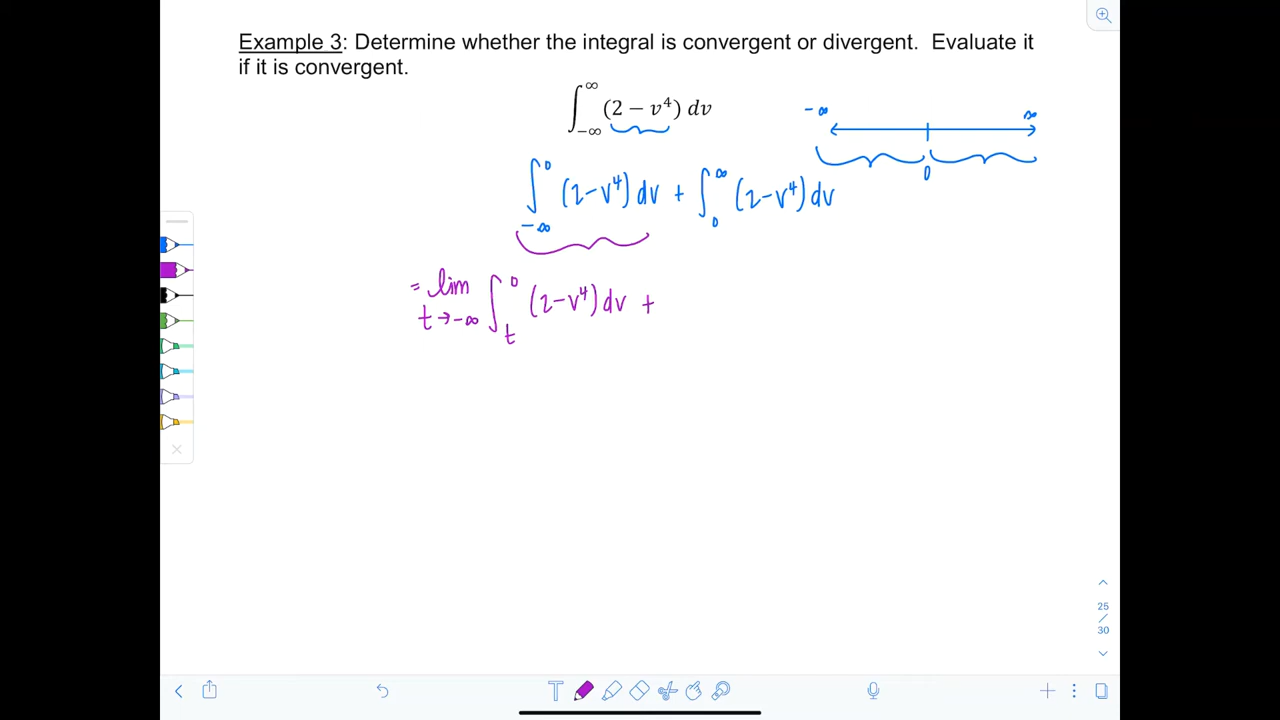 Example 3: Determine whether the integral is convergent or divergent. Evaluate it
if it is convergent.
∫_{-∞}^{∞} (2 − v⁴) dv
-∞ ∞
0
∫_{-∞}^{0} (2-v⁴) dv + ∫_{0}^{∞} (2-v⁴) dv
= lim_{t→-∞} ∫_{t}^{0} (2-v⁴) dv +
25
/
30
T